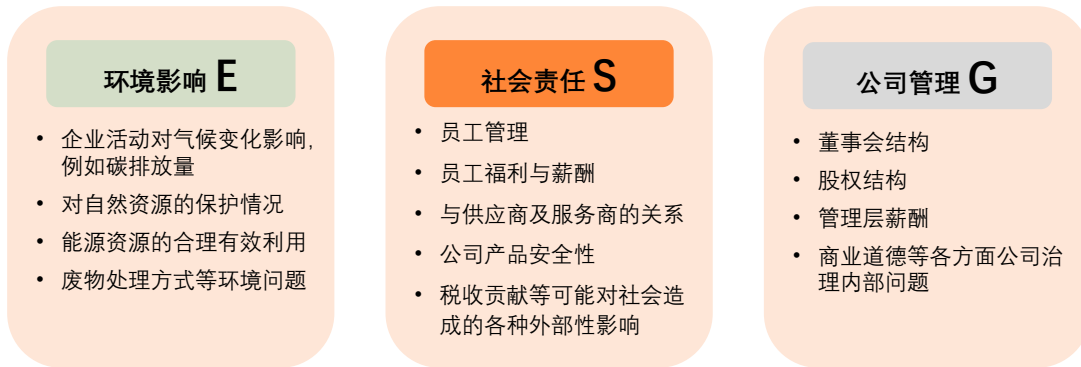 环境影响 E
• 企业活动对气候变化影响,
例如碳排放量
• 对自然资源的保护情况
• 能源资源的合理有效利用
• 废物处理方式等环境问题
社会责任 S
• 员工管理
• 员工福利与薪酬
• 与供应商及服务商的关系
• 公司产品安全性
• 税收贡献等可能对社会造
成的各种外部性影响
公司管理 G
• 董事会结构
• 股权结构
• 管理层薪酬
• 商业道德等各方面公司治
理内部问题